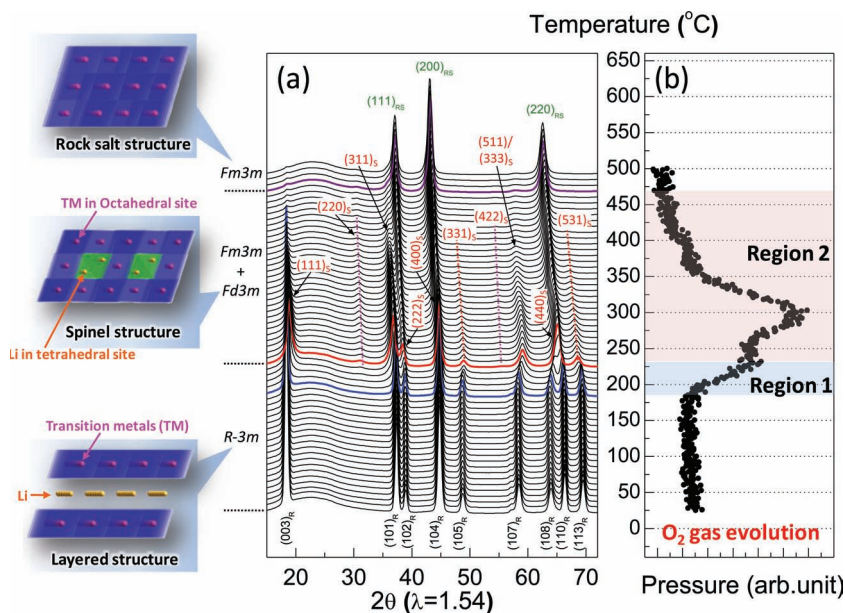 Temperature (°C)
Rock salt structure
TM in Octahedral site
Spinel structure
Li in tetrahedral site
Transition metals (TM)
Li
Layered structure
Fm3m
Fm3m
+
Fd3m
R-3m
(a)
(200)RS
(111)RS
(220)RS
(311)S
(511)/
(333)S
(220)S
(422)S
(331)S
(531)S
(111)S
(400)S
(222)S
(440)S
(003)R
(101)R
(102)R
(104)R
(105)R
(107)R
(108)R
(110)R
(113)R
15 20 30 40 50 60 70
2θ (λ=1.54)
(b)
650
600
550
500
450
400
350
300
250
200
150
100
50
0
Region 2
Region 1
O2 gas evolution
Pressure (arb.unit)